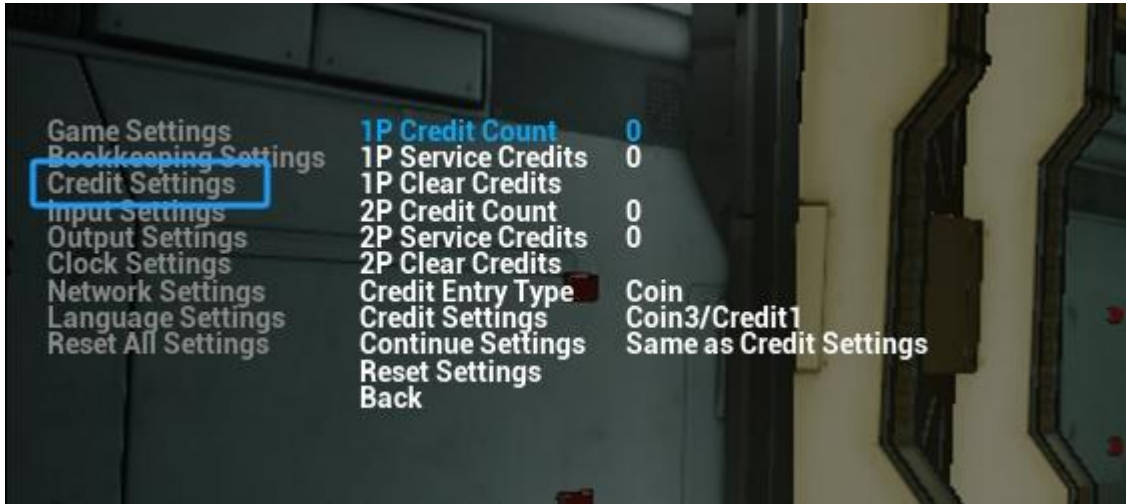 Game Settings
Bookkeeping Settings
Credit Settings
Input Settings
Output Settings
Clock Settings
Network Settings
Language Settings
Reset All Settings
1P Credit Count 0
1P Service Credits 0
1P Clear Credits
2P Credit Count 0
2P Service Credits 0
2P Clear Credits
Credit Entry Type Coin
Credit Settings Coin3/Credit1
Continue Settings Same as Credit Settings
Reset Settings
Back